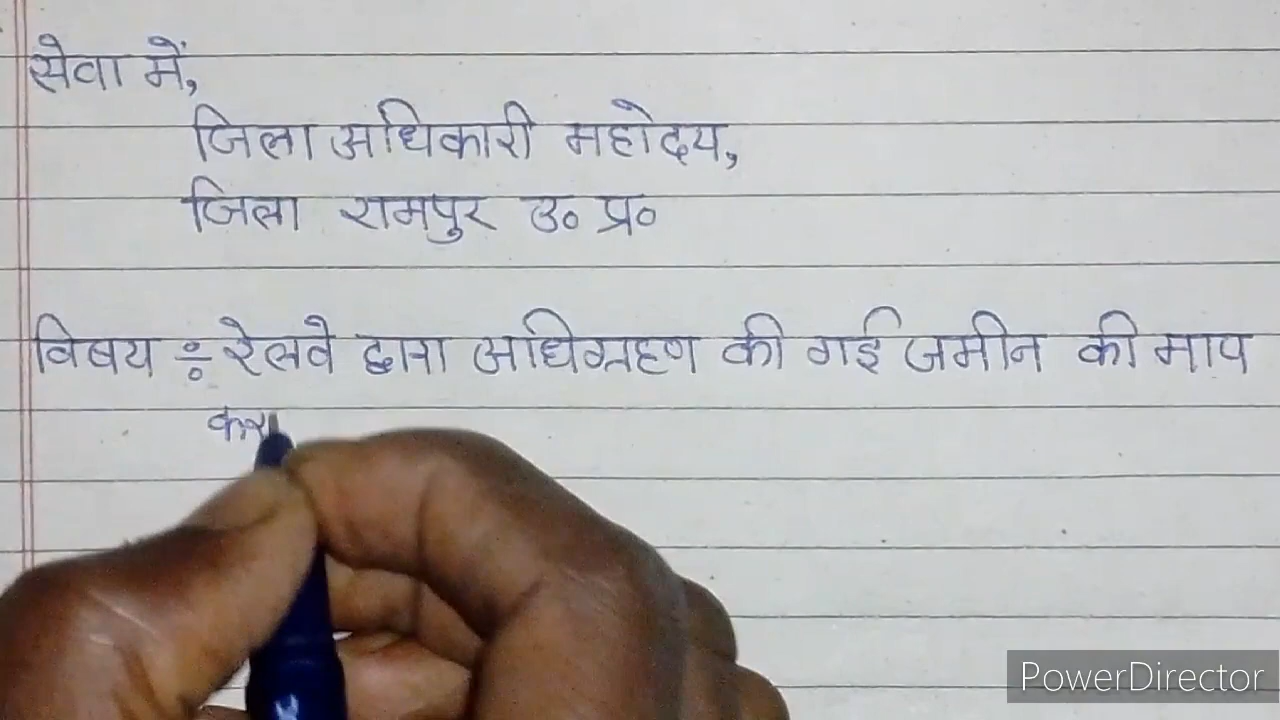 सेवा में,
जिला अधिकारी महोदय,
जिला रामपुर उ० प्र०
विषय ÷ रेलवे द्वारा अधिग्रहण की गई जमीन की माप
PowerDirector